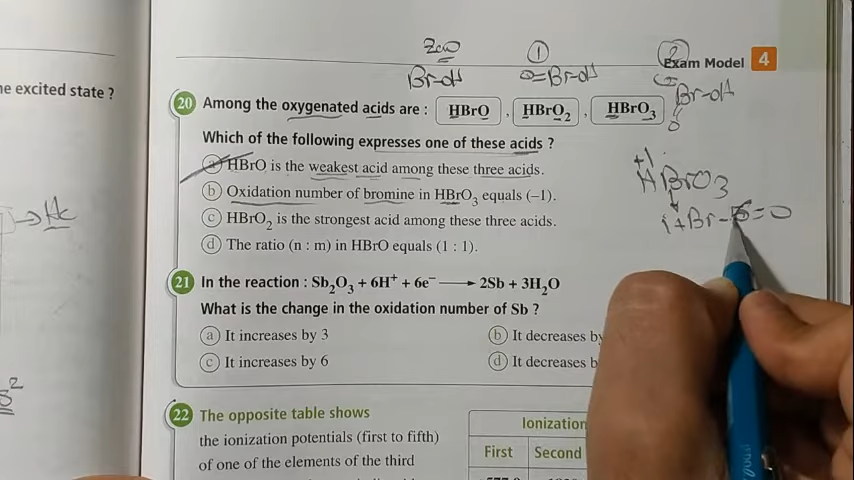 Zero ① ②
Exam Model 4
Br-oH O=Br-oH
Br-oH
O
e excited state ?
20 Among the oxygenated acids are : HBrO , HBrO₂ , HBrO₃
Which of the following expresses one of these acids ?
a HBrO is the weakest acid among these three acids.
b Oxidation number of bromine in HBrO₃ equals (−1).
c HBrO₂ is the strongest acid among these three acids.
d The ratio (n : m) in HBrO equals (1 : 1).
+1
HBrO₃
1+Br- =0
21 In the reaction : Sb₂O₃ + 6H⁺ + 6e⁻ ⟶ 2Sb + 3H₂O
What is the change in the oxidation number of Sb ?
a It increases by 3
b It decreases b
c It increases by 6
d It decreases b
22 The opposite table shows
the ionization potentials (first to fifth)
of one of the elements of the third
Ionization
First Second